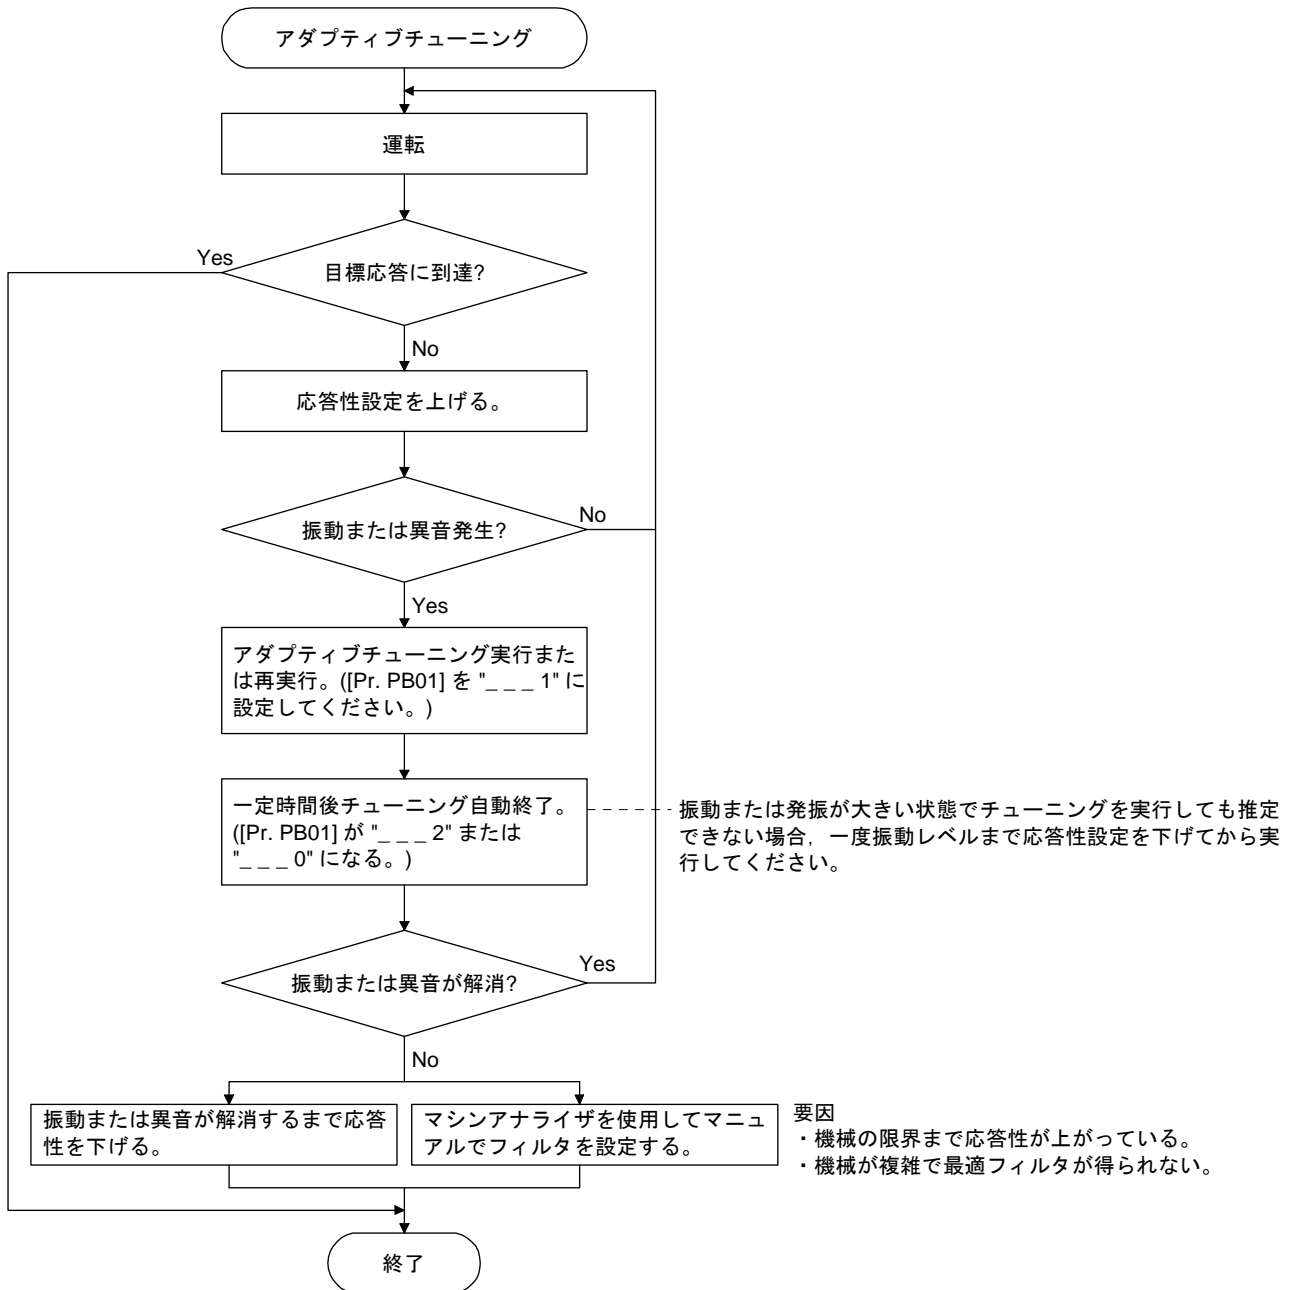 アダプティブチューニング
運転
Yes
目標応答に到達?
No
応答性設定を上げる。
振動または異音発生?
No
Yes
アダプティブチューニング実行また
は再実行。([Pr. PB01] を "_ _ _ 1" に
設定してください。)
一定時間後チューニング自動終了。
([Pr. PB01] が "_ _ _ 2" または
"_ _ _ 0" になる。)
振動または発振が大きい状態でチューニングを実行しても推定
できない場合，一度振動レベルまで応答性設定を下げてから実
行してください。
振動または異音が解消?
Yes
No
振動または異音が解消するまで応答
性を下げる。
マシンアナライザを使用してマニュ
アルでフィルタを設定する。
要因
・機械の限界まで応答性が上がっている。
・機械が複雑で最適フィルタが得られない。
終了